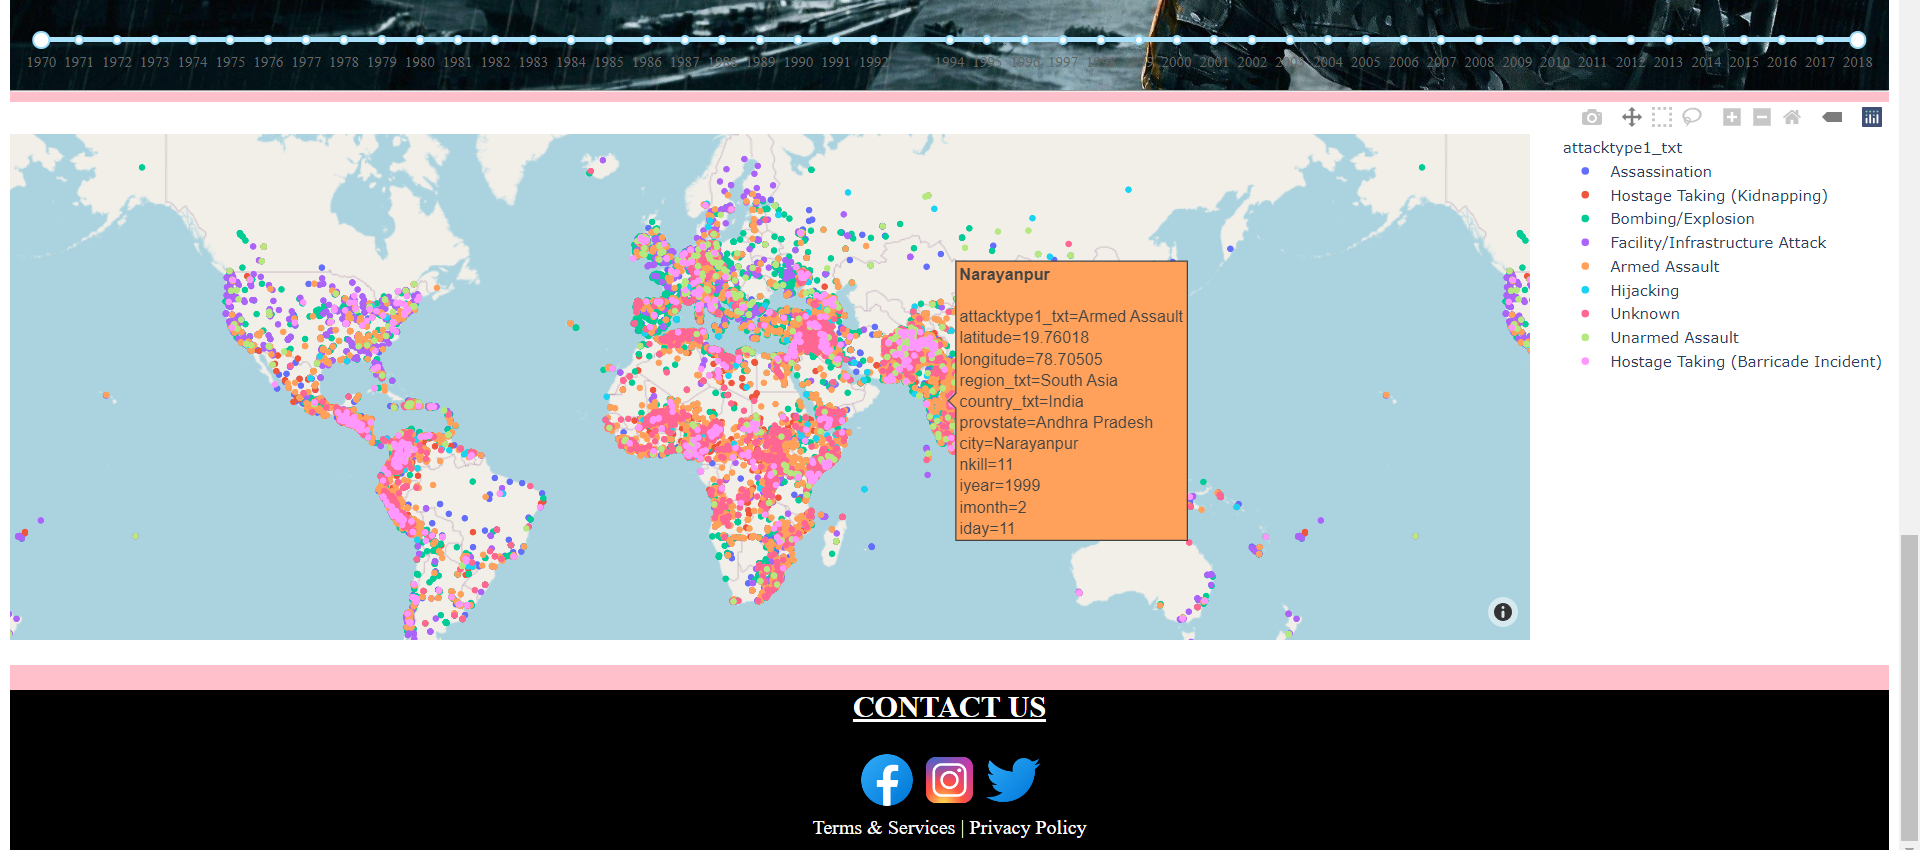 1970 1971 1972 1973 1974 1975 1976 1977 1978 1979 1980 1981 1982 1983 1984 1985 1986 1987 1988 1989 1990 1991 1992 1994 1995 1996 1997 1998 1999 2000 2001 2002 2003 2004 2005 2006 2007 2008 2009 2010 2011 2012 2013 2014 2015 2016 2017 2018
attacktype1_txt
Assassination
Hostage Taking (Kidnapping)
Bombing/Explosion
Facility/Infrastructure Attack
Armed Assault
Hijacking
Unknown
Unarmed Assault
Hostage Taking (Barricade Incident)
Narayanpur
attacktype1_txt=Armed Assault
latitude=19.76018
longitude=78.70505
region_txt=South Asia
country_txt=India
provstate=Andhra Pradesh
city=Narayanpur
nkill=11
iyear=1999
imonth=2
iday=11
CONTACT US
Terms & Services | Privacy Policy